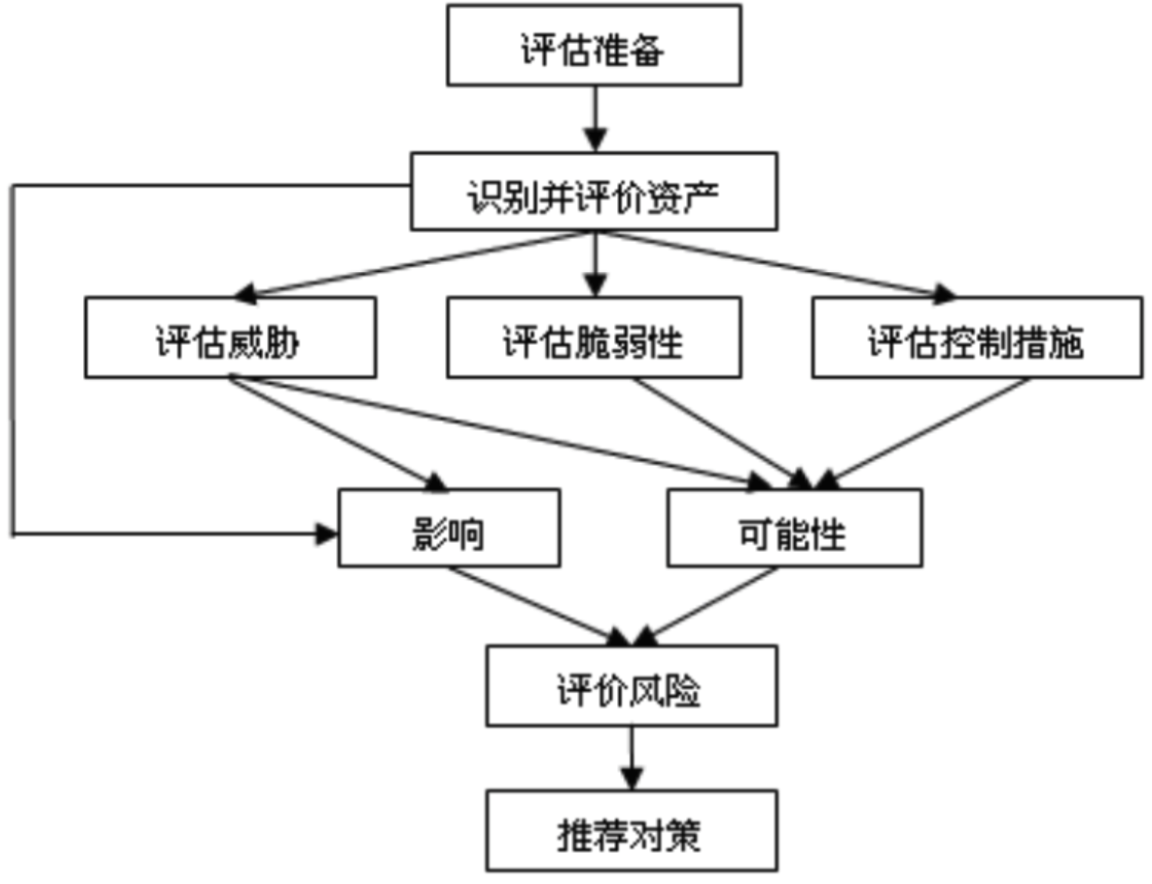 评估准备
识别并评价资产
评估威胁
评估脆弱性
评估控制措施
影响
可能性
评价风险
推荐对策